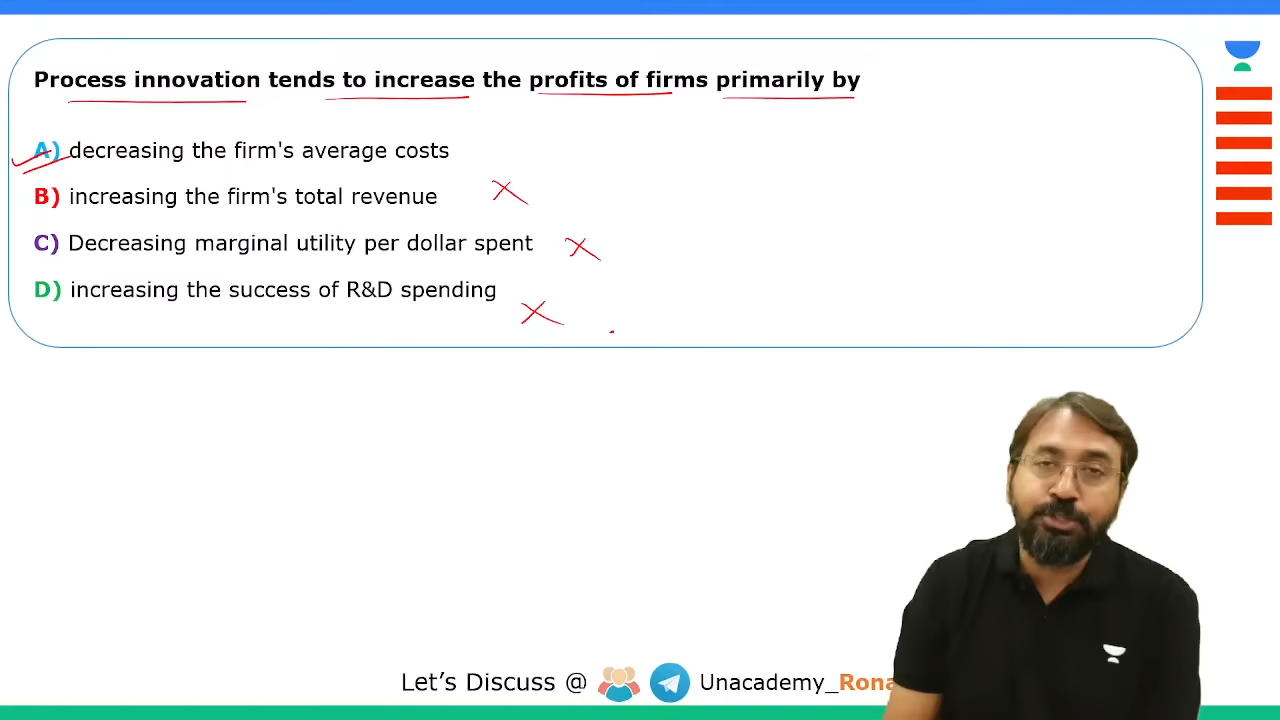 Process innovation tends to increase the profits of firms primarily by
A) decreasing the firm's average costs
B) increasing the firm's total revenue
C) Decreasing marginal utility per dollar spent
D) increasing the success of R&D spending
Let’s Discuss @ Unacademy_Rona